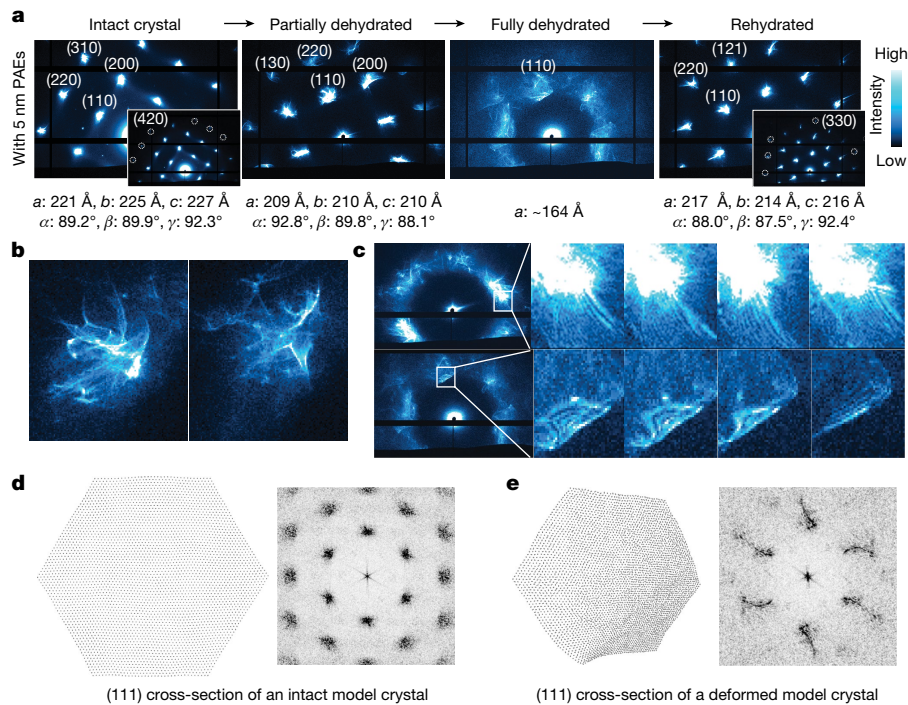 a
Intact crystal → Partially dehydrated → Fully dehydrated → Rehydrated
With 5 nm PAEs
(310)
(200)
(220)
(110)
(420)
(220)
(130)
(200)
(110)
(110)
(121)
(220)
(110)
(330)
High
Intensity
Low
a: 221 Å, b: 225 Å, c: 227 Å
α: 89.2°, β: 89.9°, γ: 92.3°
a: 209 Å, b: 210 Å, c: 210 Å
α: 92.8°, β: 89.8°, γ: 88.1°
a: ~164 Å
a: 217 Å, b: 214 Å, c: 216 Å
α: 88.0°, β: 87.5°, γ: 92.4°
b
c
d
e
(111) cross-section of an intact model crystal
(111) cross-section of a deformed model crystal